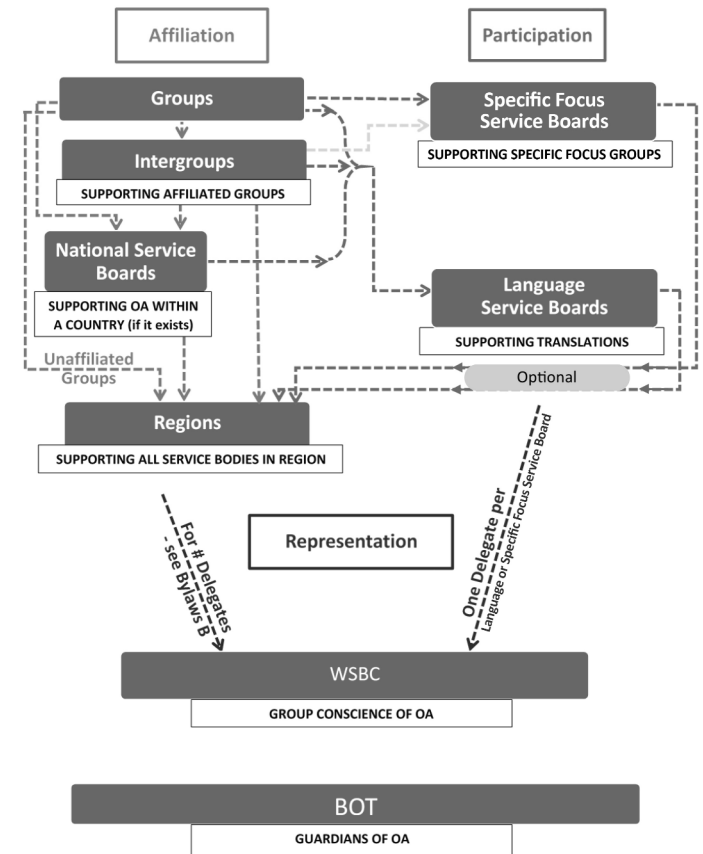 Affiliation
Participation
Groups
Specific Focus
Service Boards
SUPPORTING SPECIFIC FOCUS GROUPS
Intergroups
SUPPORTING AFFILIATED GROUPS
National Service
Boards
SUPPORTING OA WITHIN
A COUNTRY (if it exists)
Language
Service Boards
SUPPORTING TRANSLATIONS
Unaffiliated
Groups
Optional
Regions
SUPPORTING ALL SERVICE BODIES IN REGION
Representation
For # Delegates
- see Bylaws B
One Delegate per
Language or Specific Focus Service Board
WSBC
GROUP CONSCIENCE OF OA
BOT
GUARDIANS OF OA